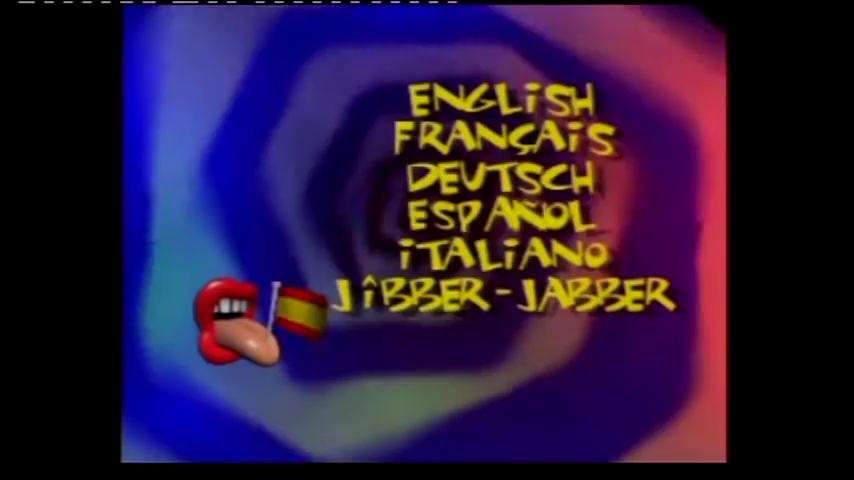 ENGLiSH
FRANÇAiS
DEUTSCH
ESPAÑOL
iTALiANO
JîBBER-JABBER